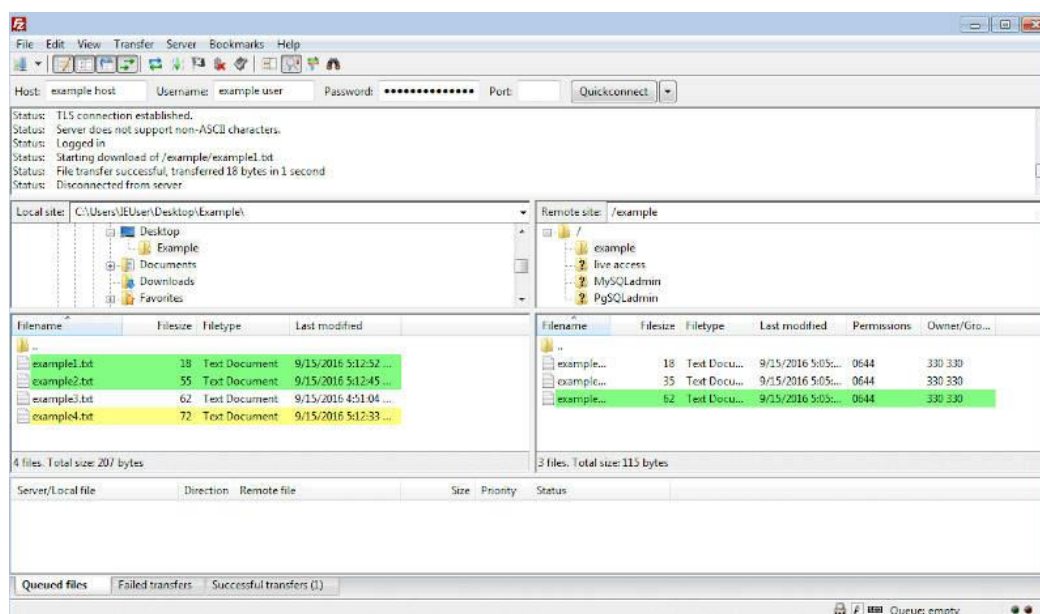 File Edit View Transfer Server Bookmarks Help
Host: example host Username: example user Password: •••••••••••••• Port: Quickconnect
Status: TLS connection established.
Status: Server does not support non-ASCII characters.
Status: Logged in
Status: Starting download of /example/example1.txt
Status: File transfer successful, transferred 18 bytes in 1 second
Status: Disconnected from server
Local site: C:\Users\IEUser\Desktop\Example\ Remote site: /example
Desktop /
Example example
Documents live access
Downloads MySQLadmin
Favorites PgSQLadmin
Filename Filesize Filetype Last modified Filename Filesize Filetype Last modified Permissions Owner/Gro...
.. ..
example1.txt 18 Text Document 9/15/2016 5:12:52 ... example... 18 Text Docu... 9/15/2016 5:05:... 0644 330 330
example2.txt 55 Text Document 9/15/2016 5:12:45 ... example... 35 Text Docu... 9/15/2016 5:05:... 0644 330 330
example3.txt 62 Text Document 9/15/2016 4:51:04 ... example... 62 Text Docu... 9/15/2016 5:05:... 0644 330 330
example4.txt 72 Text Document 9/15/2016 5:12:33 ...
4 files. Total size: 207 bytes 3 files. Total size: 115 bytes
Server/Local file Direction Remote file Size Priority Status
Queued files Failed transfers Successful transfers (1)
Queue: empty